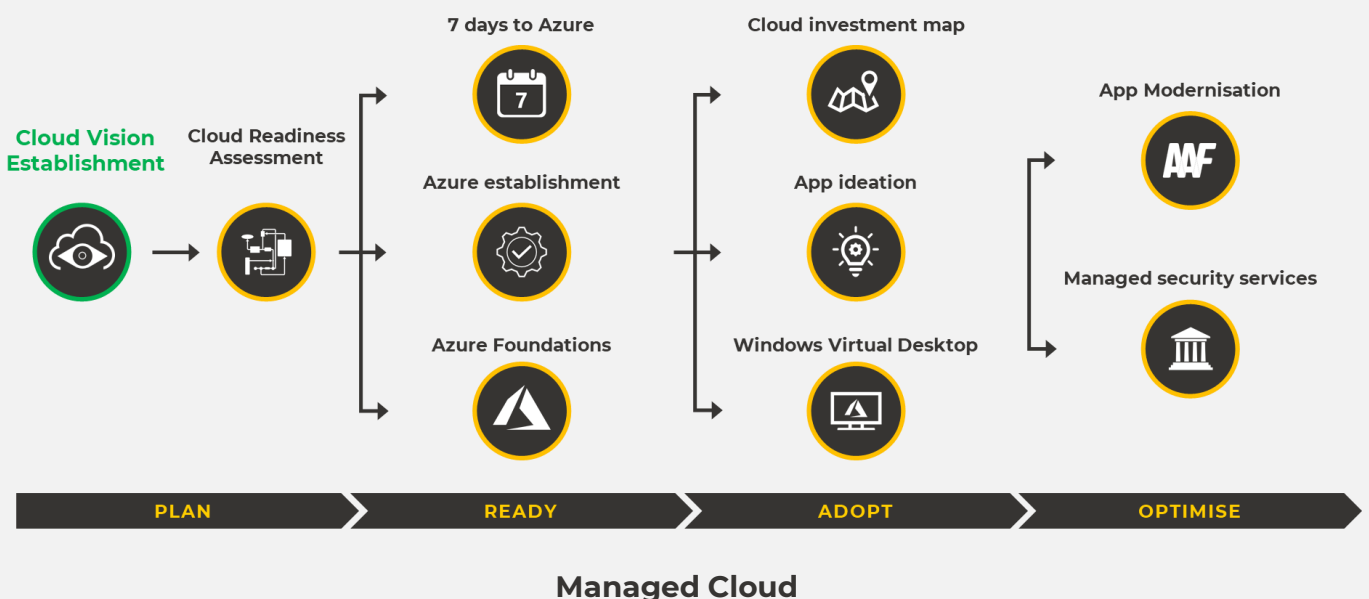 7 days to Azure
Cloud investment map
7
App Modernisation
Cloud Vision
Establishment
Cloud Readiness
Assessment
AAF
Azure establishment
App ideation
Managed security services
Azure Foundations
Windows Virtual Desktop
PLAN
READY
ADOPT
OPTIMISE
Managed Cloud